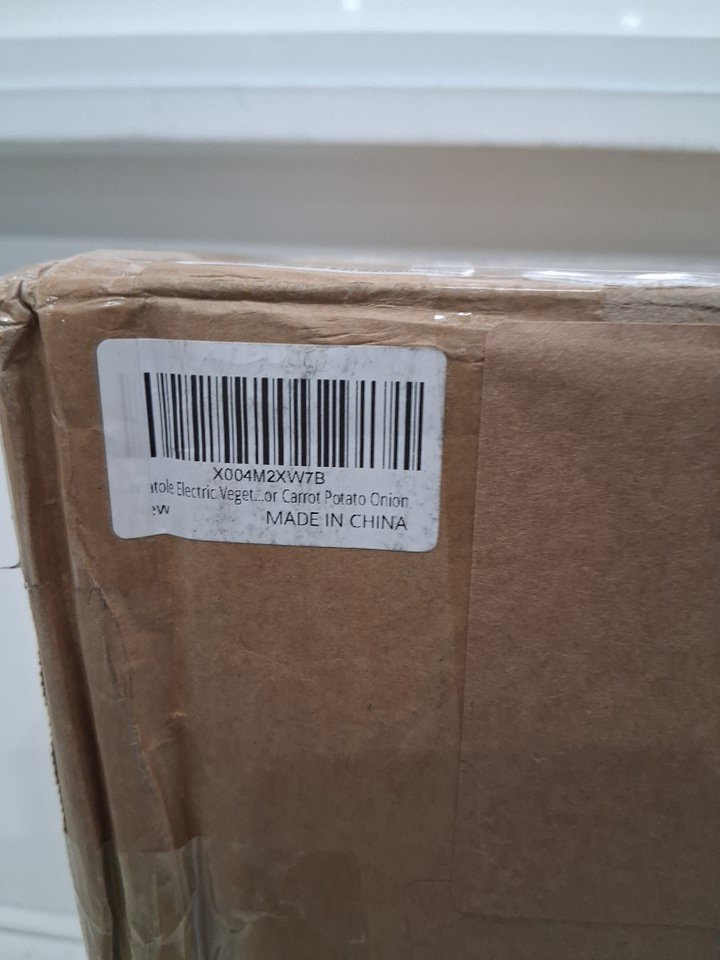 X004M2XW7B
Electric Veget...or Carrot Potato Onion
MADE IN CHINA